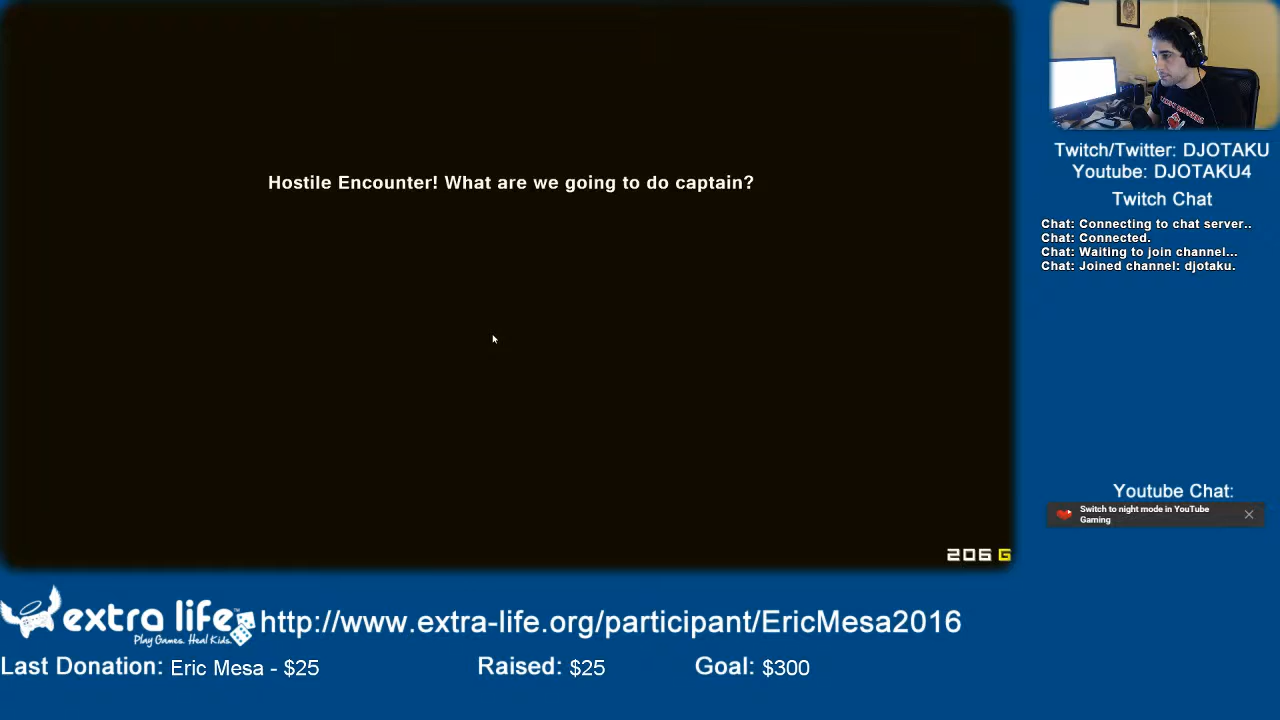 Hostile Encounter! What are we going to do captain?
206 G
Twitch/Twitter: DJOTAKU
Youtube: DJOTAKU4
Twitch Chat
Chat: Connecting to chat server..
Chat: Connected.
Chat: Waiting to join channel...
Chat: Joined channel: djotaku.
Youtube Chat:
Switch to night mode in YouTube
Gaming
extra life
Play Games. Heal Kids.
http://www.extra-life.org/participant/EricMesa2016
Last Donation: Eric Mesa - $25
Raised: $25
Goal: $300